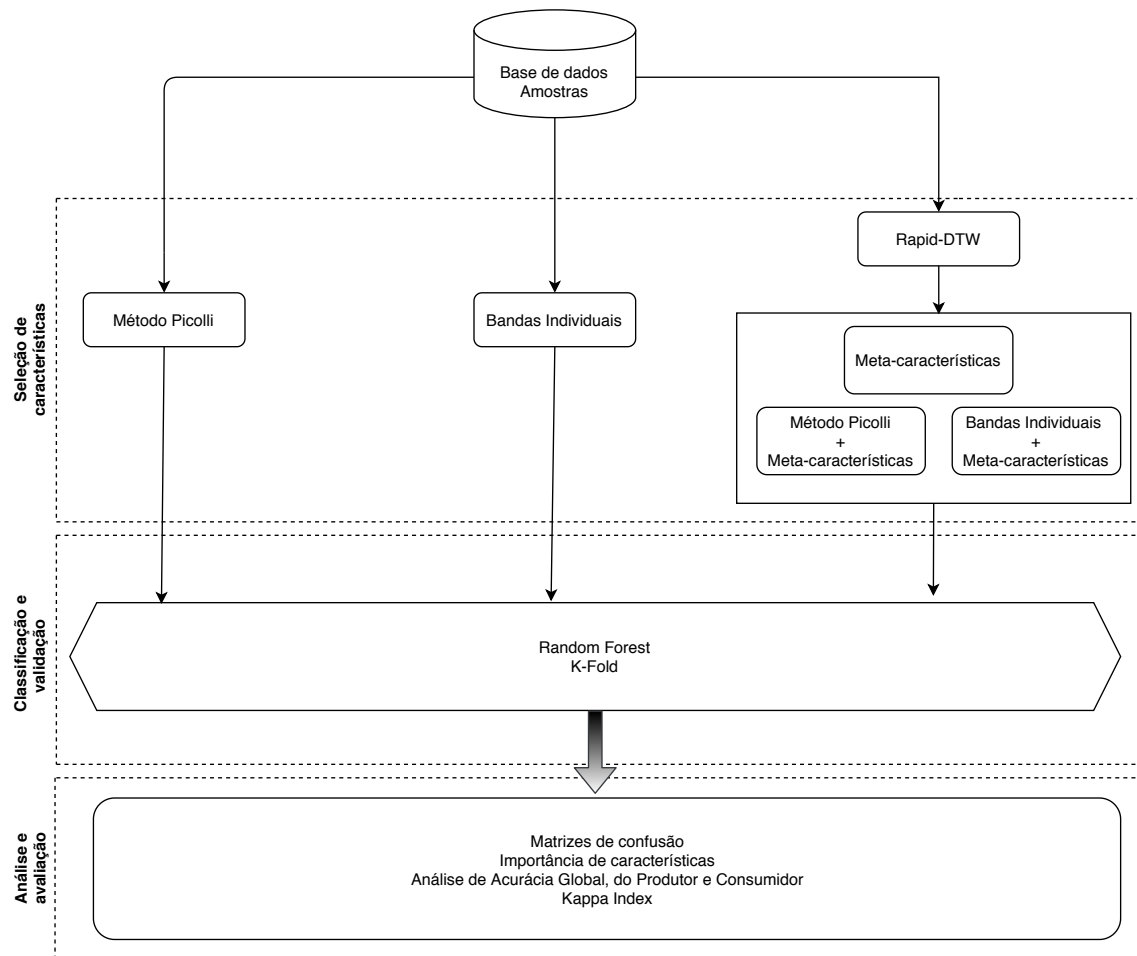 Base de dados
Amostras
Seleção de
características
Rapid-DTW
Método Picolli
Bandas Individuais
Meta-características
Método Picolli
+
Meta-características
Bandas Individuais
+
Meta-características
Classificação e
validação
Random Forest
K-Fold
Análise e
avaliação
Matrizes de confusão
Importância de características
Análise de Acurácia Global, do Produtor e Consumidor
Kappa Index